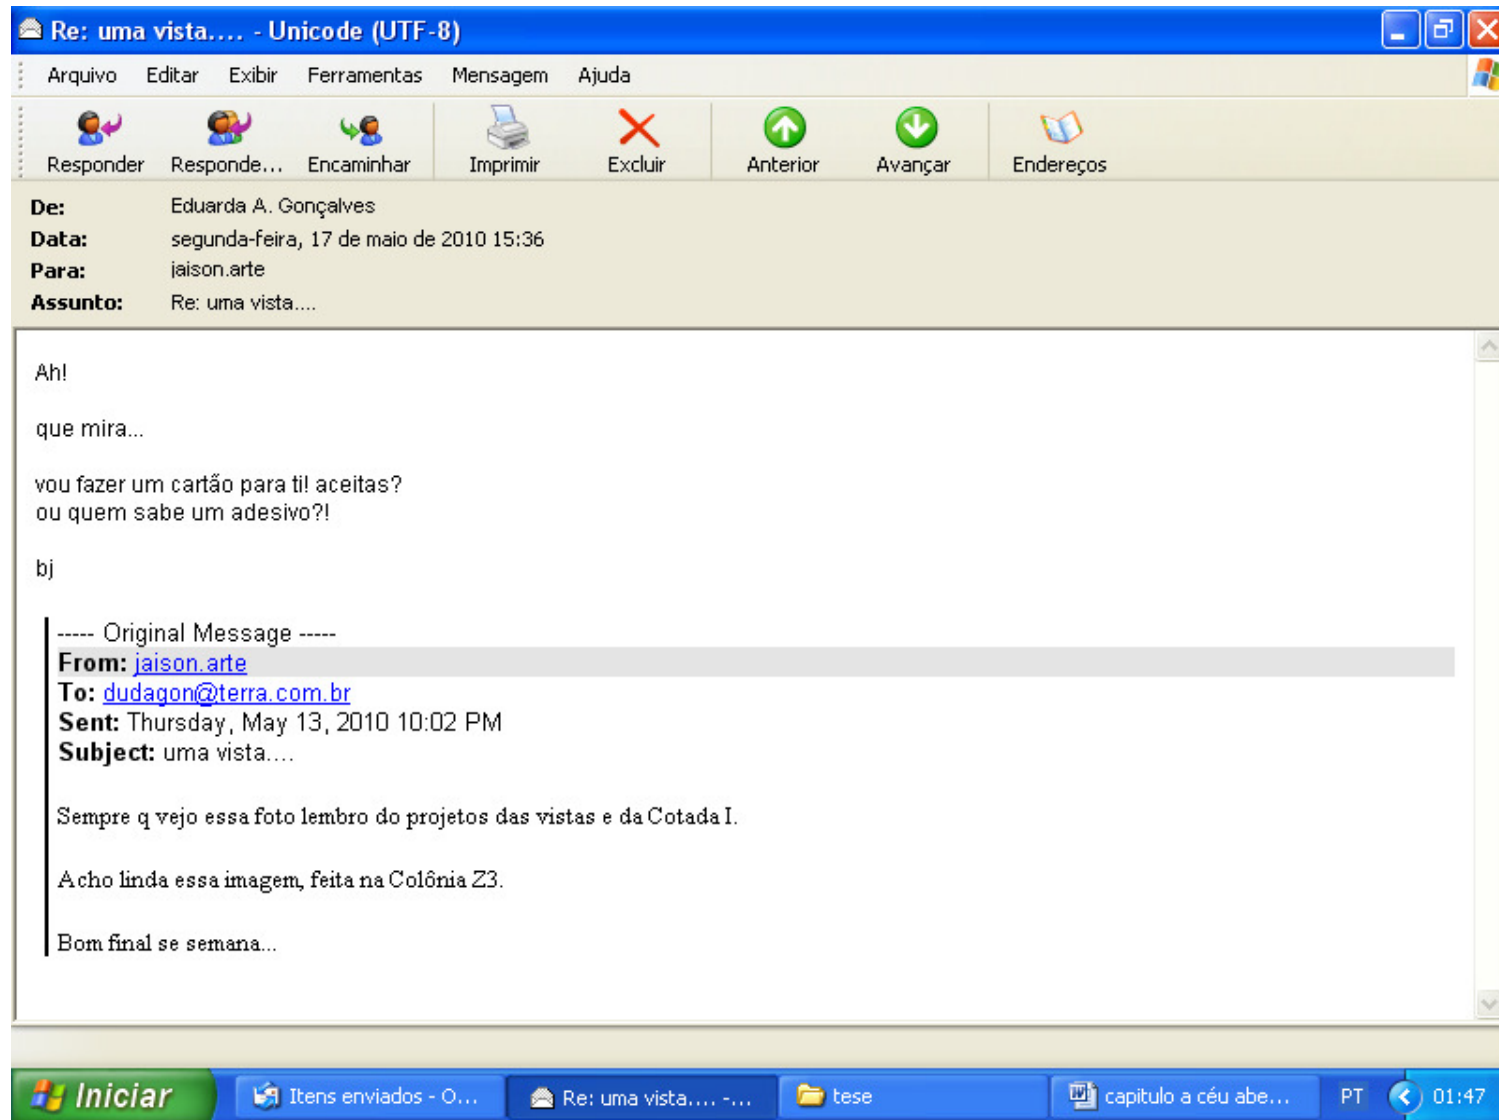 Re: uma vista.... - Unicode (UTF-8)
Arquivo Editar Exibir Ferramentas Mensagem Ajuda
Responder Responde... Encaminhar Imprimir Excluir Anterior Avançar Endereços
De: Eduarda A. Gonçalves
Data: segunda-feira, 17 de maio de 2010 15:36
Para: jaison.arte
Assunto: Re: uma vista....
Ah!
que mira...
vou fazer um cartão para ti! aceitas?
ou quem sabe um adesivo?!
bj
----- Original Message -----
From: jaison.arte
To: dudagon@terra.com.br
Sent: Thursday, May 13, 2010 10:02 PM
Subject: uma vista....
Sempre q vejo essa foto lembro do projetos das vistas e da Cotada I.
Acho linda essa imagem, feita na Colônia Z3.
Bom final se semana...
Iniciar Itens enviados - O... Re: uma vista.... -... tese capitulo a céu abe... PT 01:47